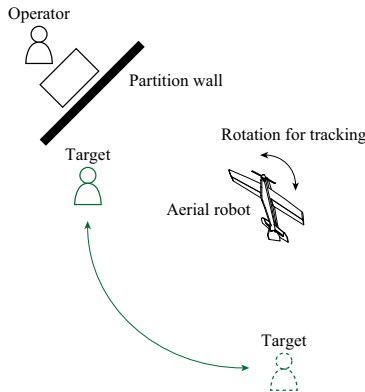 Operator
Partition wall
Target
Rotation for tracking
Aerial robot
Target